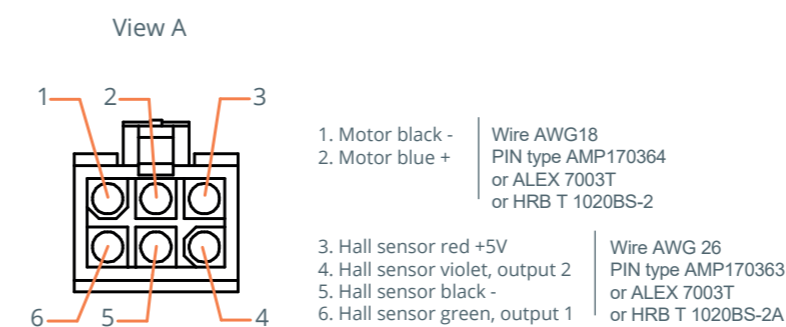 View A
1 2 3
1. Motor black -
2. Motor blue +
Wire AWG18
PIN type AMP170364
or ALEX 7003T
or HRB T 1020BS-2
3. Hall sensor red +5V
4. Hall sensor violet, output 2
5. Hall sensor black -
6. Hall sensor green, output 1
Wire AWG 26
PIN type AMP170363
or ALEX 7003T
or HRB T 1020BS-2A
6 5 4